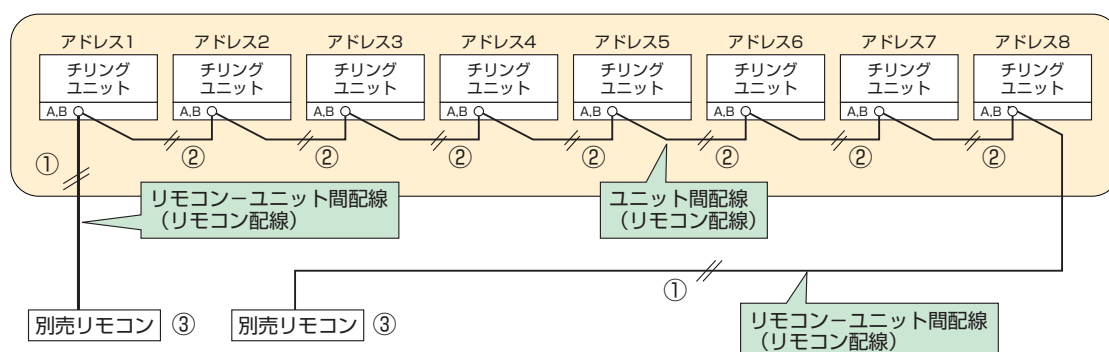 アドレス1 アドレス2 アドレス3 アドレス4 アドレス5 アドレス6 アドレス7 アドレス8
チリング チリング チリング チリング チリング チリング チリング チリング
ユニット ユニット ユニット ユニット ユニット ユニット ユニット ユニット
A,B A,B A,B A,B A,B A,B A,B A,B
① ② ② ② ② ② ② ②
リモコンーユニット間配線
（リモコン配線）
ユニット間配線
（リモコン配線）
①
別売リモコン ③
別売リモコン ③
リモコンーユニット間配線
（リモコン配線）